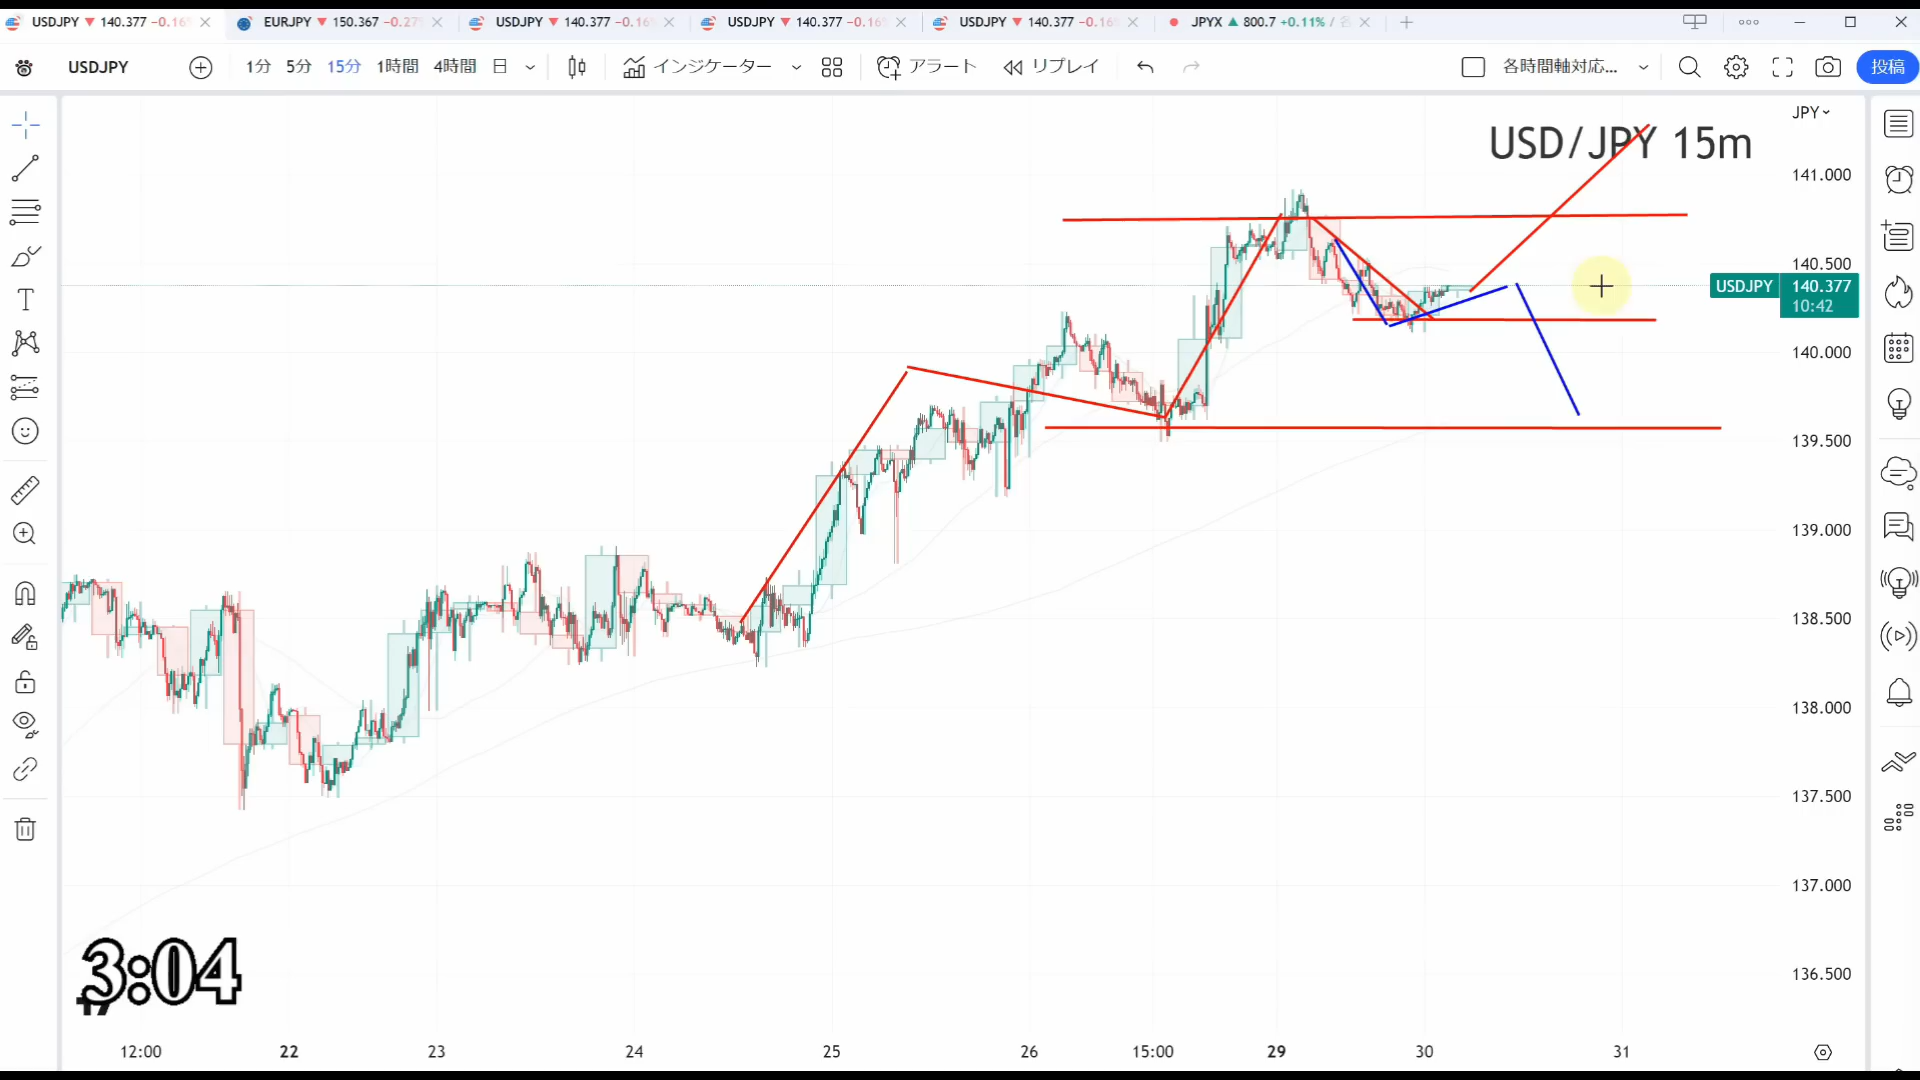 USDJPY ▼ 140.377 -0.16
EURJPY ▼ 150.367 -0.27
USDJPY ▼ 140.377 -0.16
USDJPY ▼ 140.377 -0.16
USDJPY ▼ 140.377 -0.16
JPYX ▲ 800.7 +0.11% / 各
USDJPY
1分 5分 15分 1時間 4時間 日
インジケーター
アラート
リプレイ
各時間軸対応...
投稿
USD/JPY 15m
JPY
141.000
140.500
USDJPY 140.377
10:42
140.000
139.500
139.000
138.500
138.000
137.500
137.000
136.500
3:04
12:00 22 23 24 25 26 15:00 29 30 31